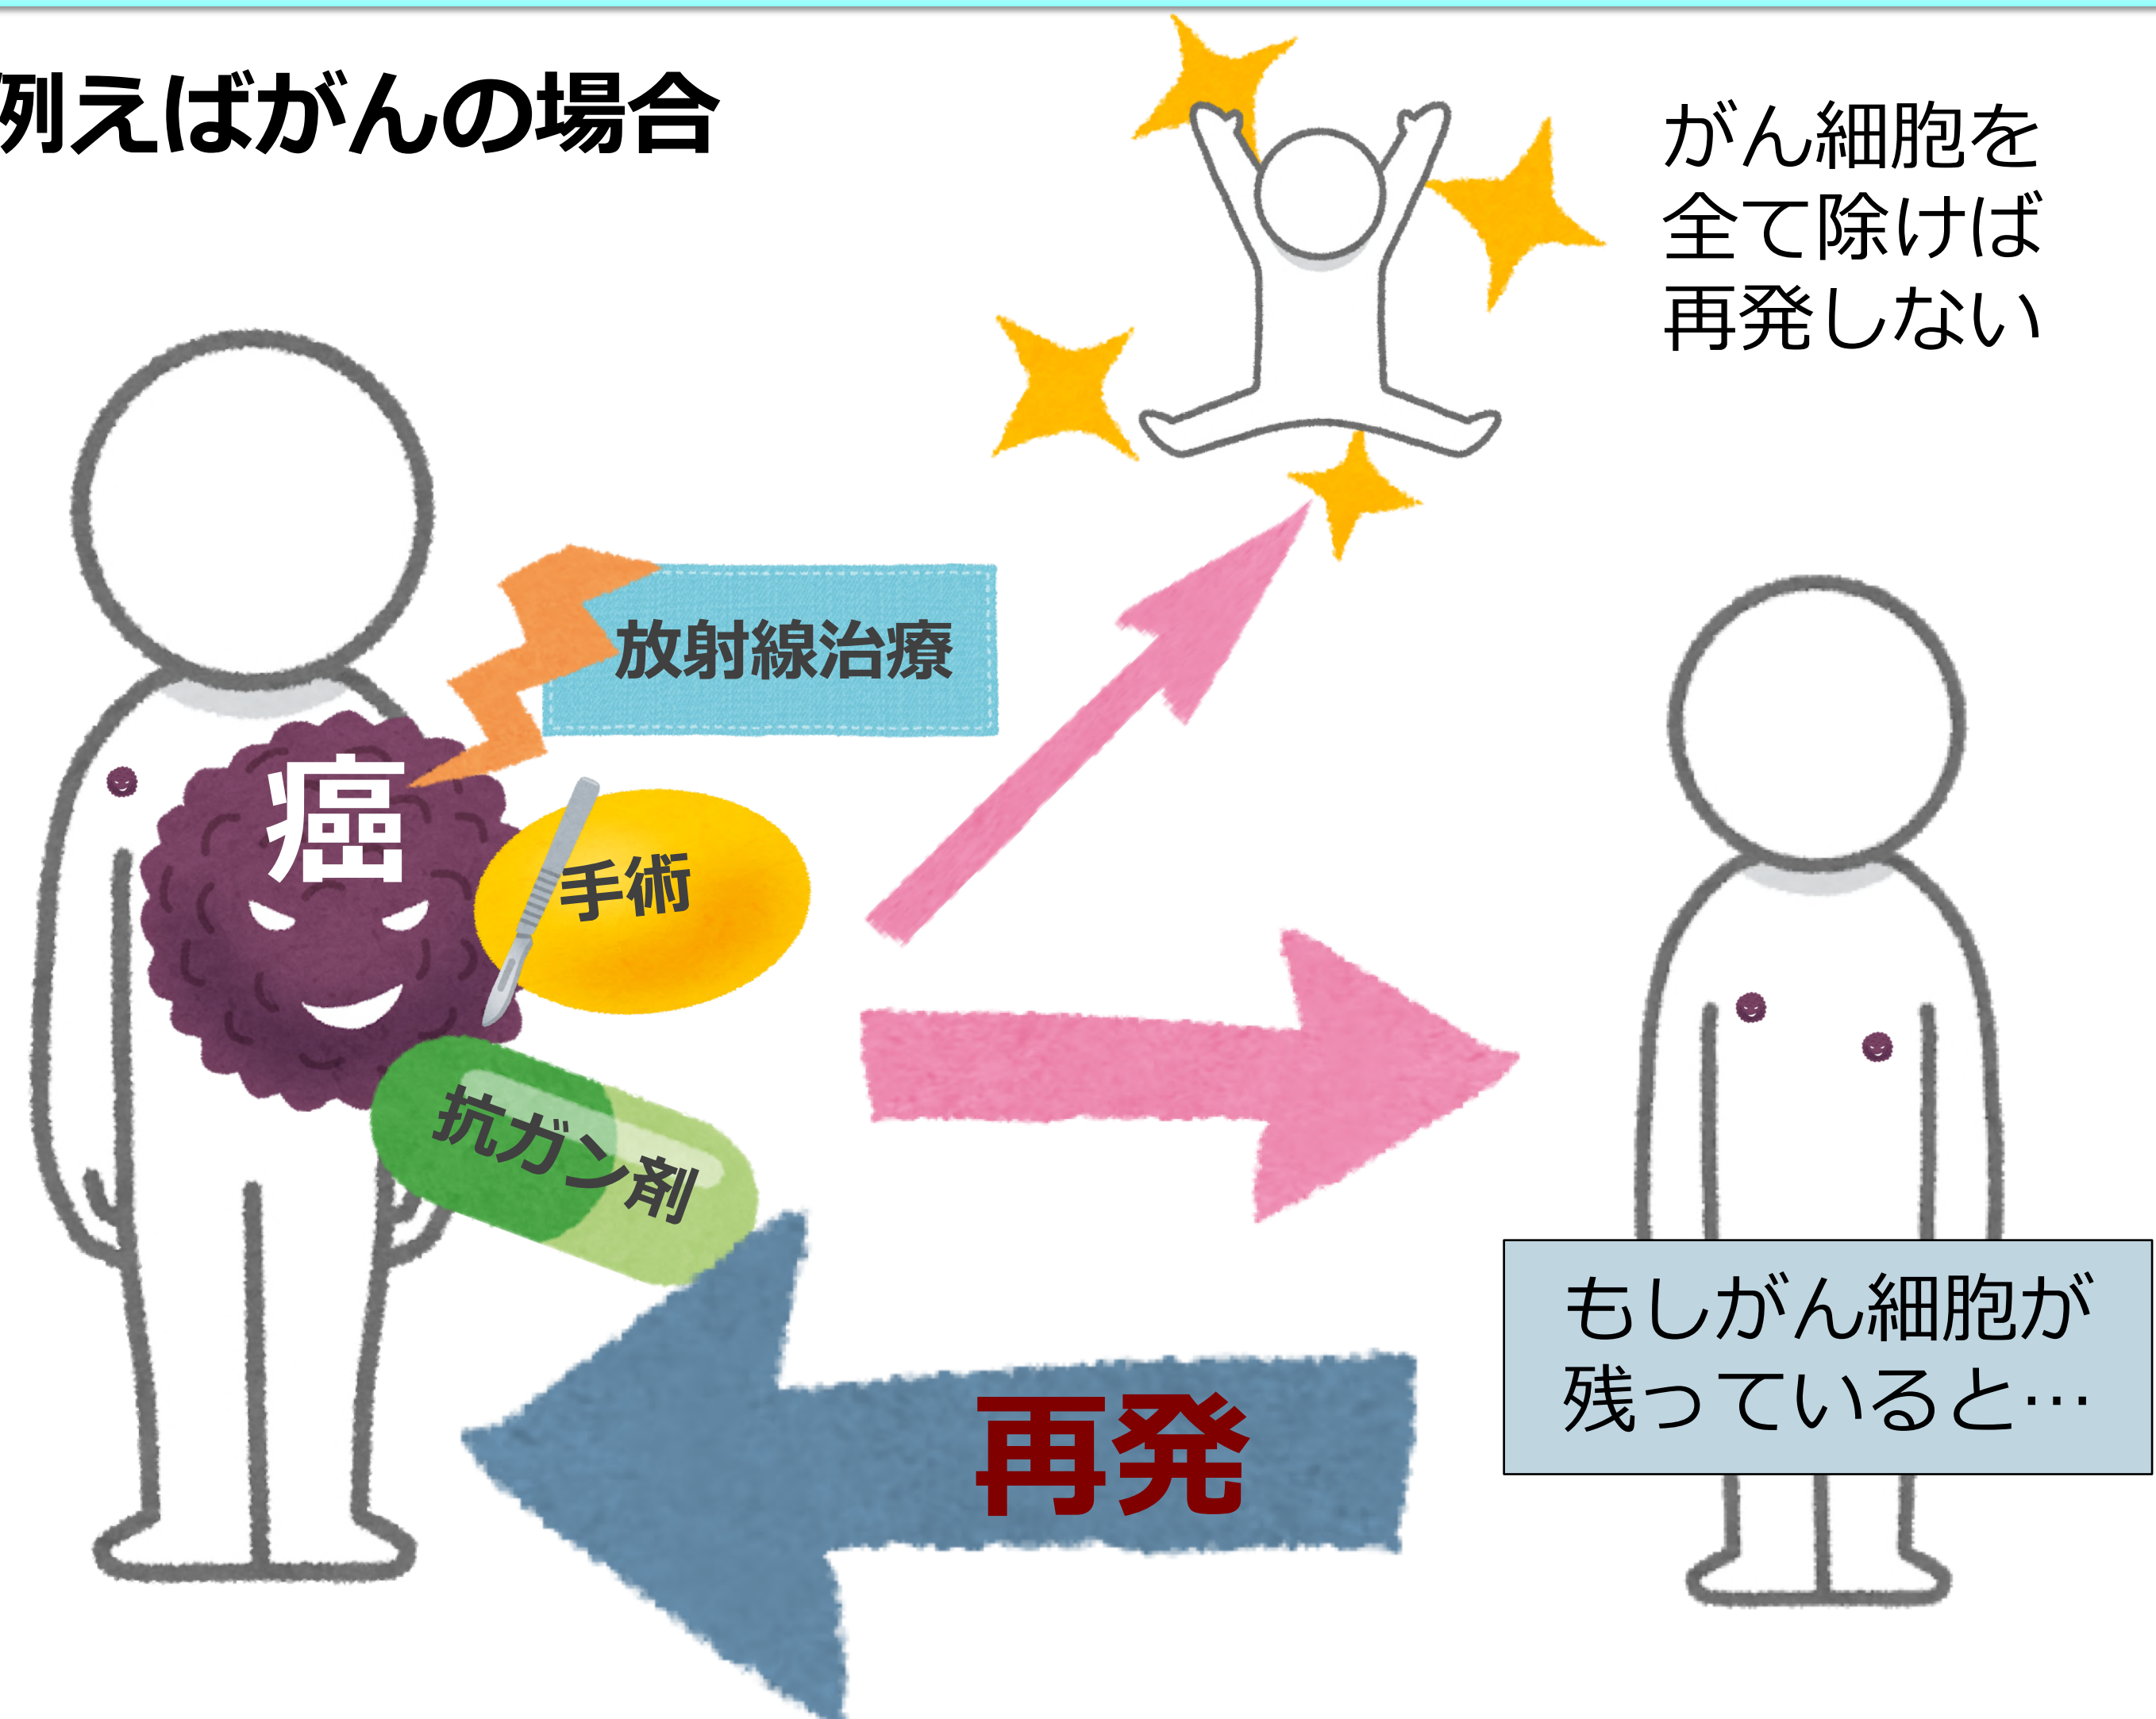 例えばがんの場合
がん細胞を
全て除けば
再発しない
放射線治療
癌
手術
抗ガン剤
もしがん細胞が
残っていると…
再発